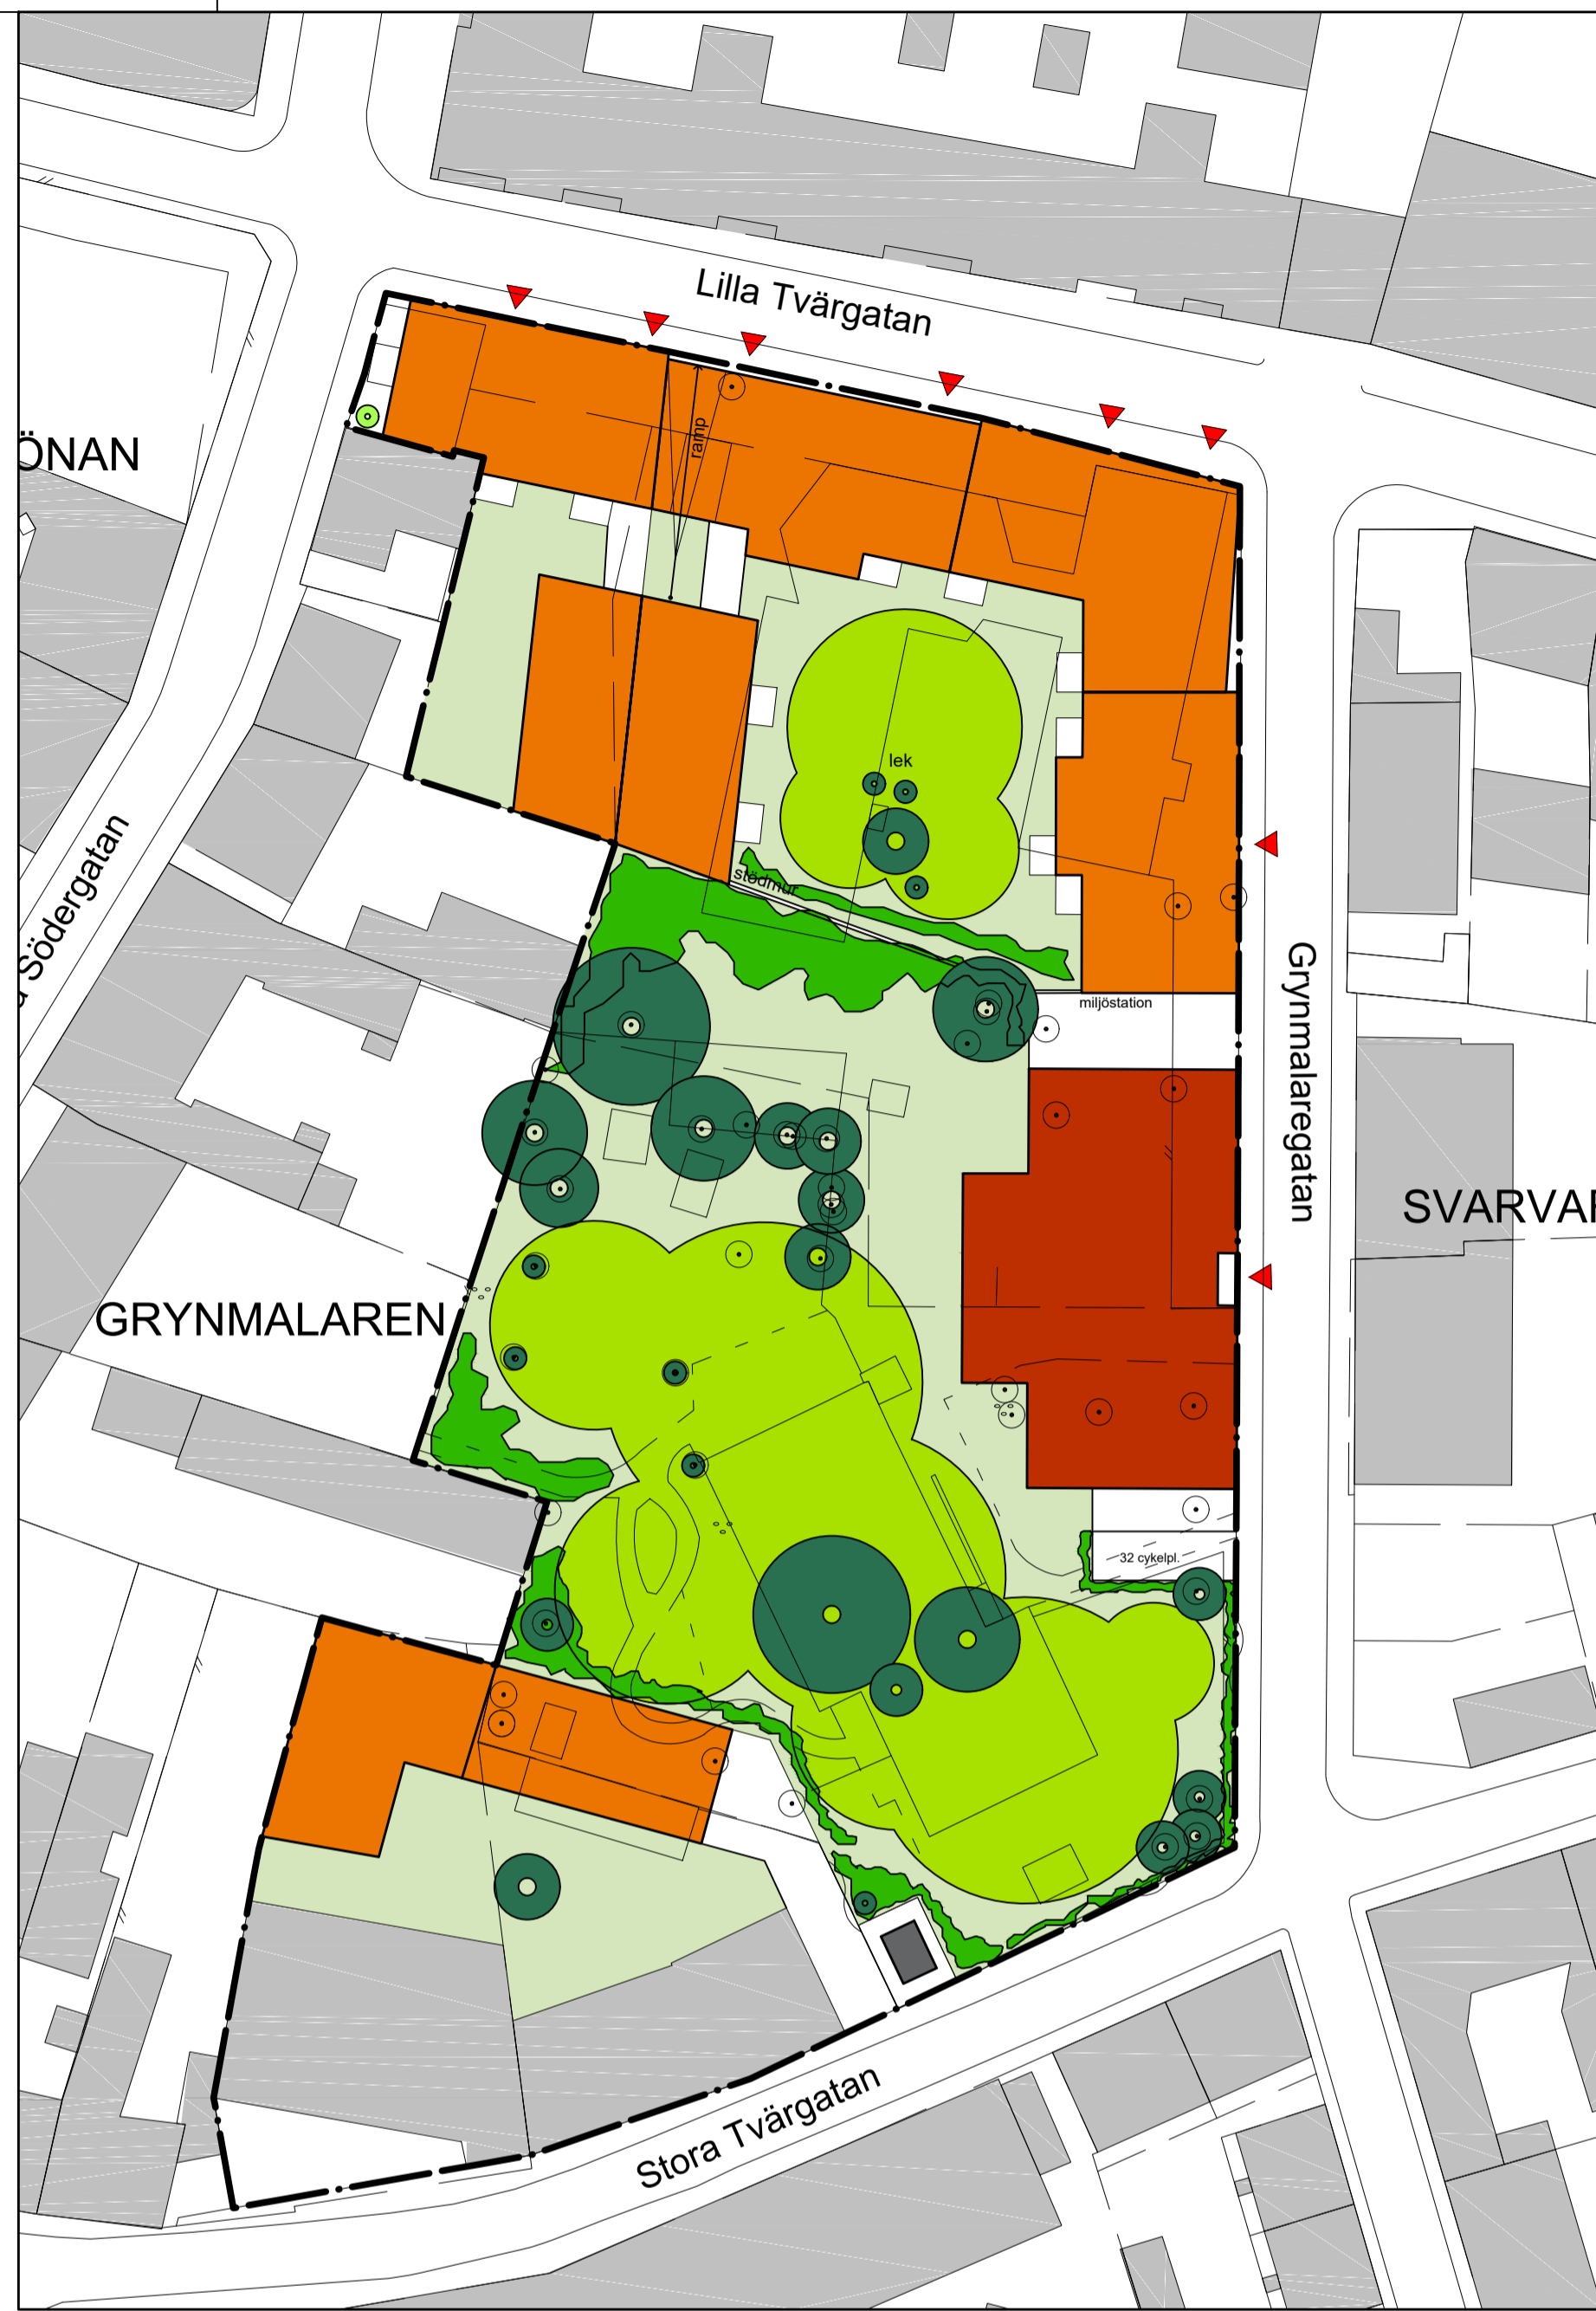 Lilla Tvärgatan
ramp
ÖNAN
lek
Södergatan
stödmur
miljöstation
Grynmalaregatan
SVARVA
GRYNMALAREN
32 cykelpl.
Stora Tvärgatan